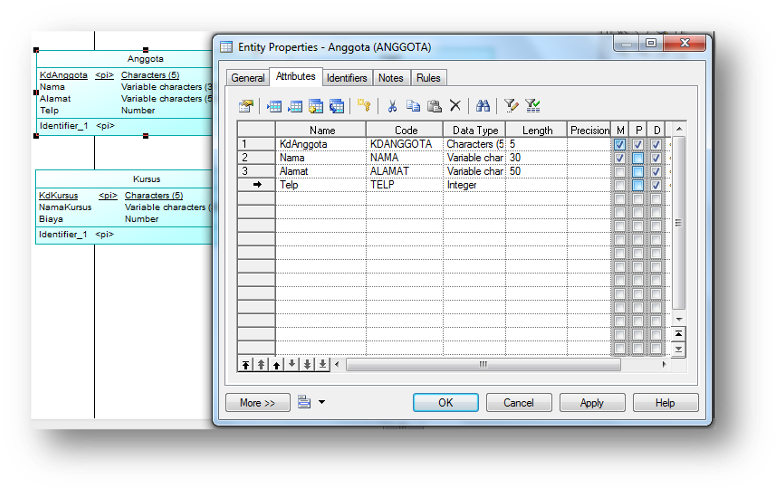 Anggota
KdAnggota <pi> Characters (5)
Nama Variable characters (3
Alamat Variable characters (5
Telp Number
Identifier_1 <pi>
Kursus
KdKursus <pi> Characters (5)
NamaKursus Variable characters (
Biaya Number
Identifier_1 <pi>
Entity Properties - Anggota (ANGGOTA)
General Attributes Identifiers Notes Rules
Name Code Data Type Length Precision M P D
1 KdAnggota KDANGGOTA Characters (5 5
2 Nama NAMA Variable char 30
3 Alamat ALAMAT Variable char 50
Telp TELP Integer
More >> OK Cancel Apply Help